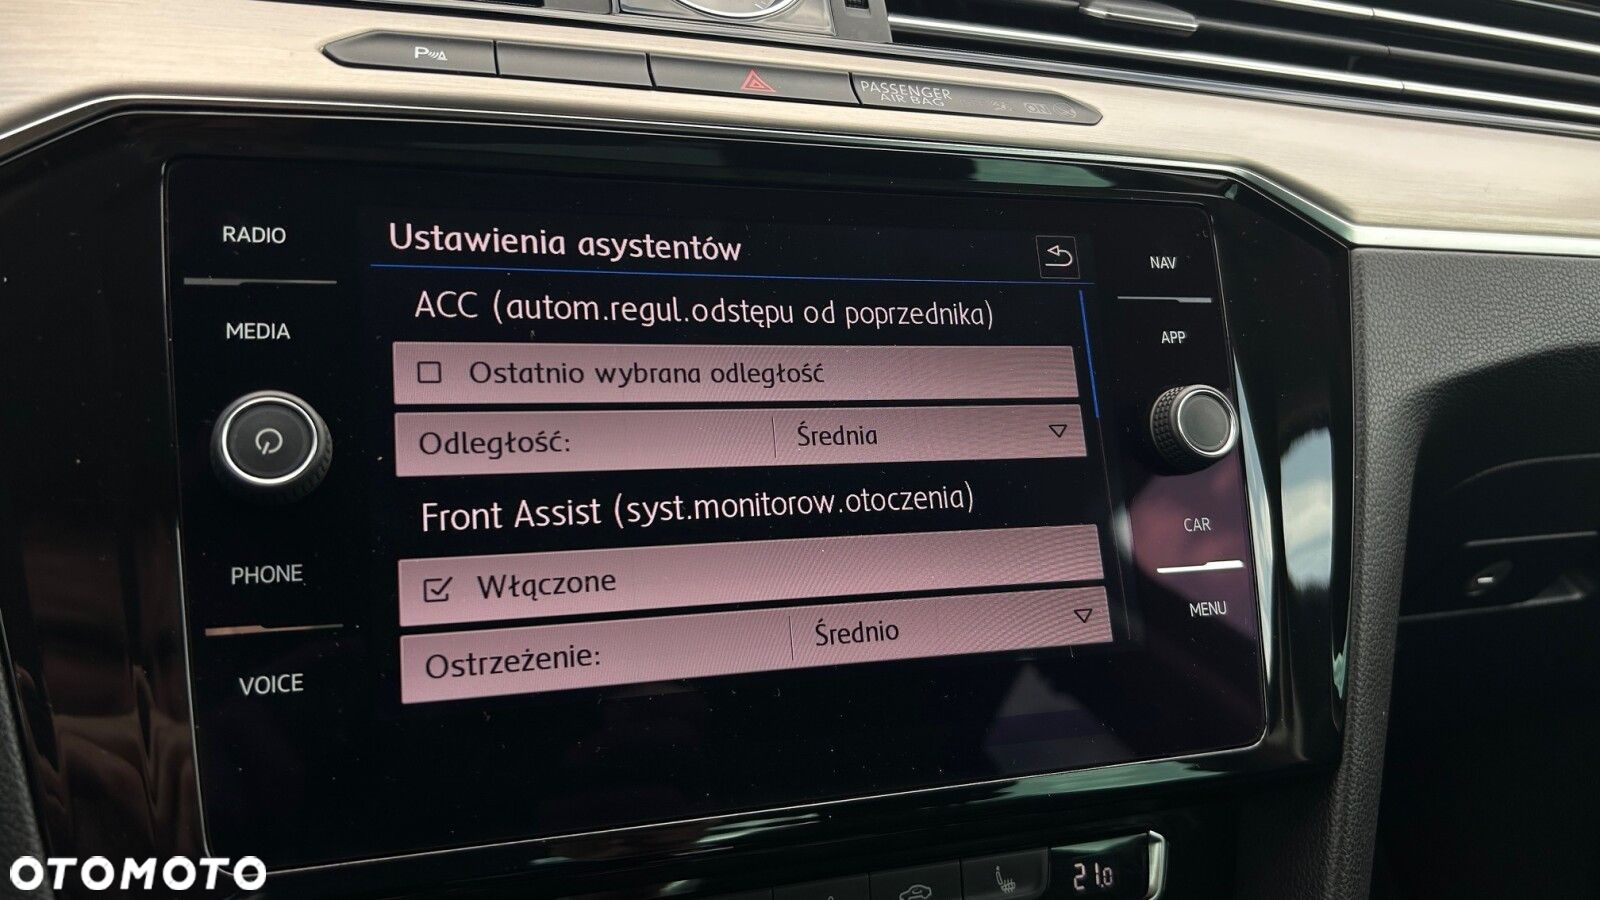 P
PASSENGER
AIR BAG
ON
RADIO
MEDIA
PHONE
VOICE
Ustawienia asystentów
ACC (autom.regul.odstępu od poprzednika)
Ostatnio wybrana odległość
Odległość: Średnia
Front Assist (syst.monitorow.otoczenia)
Włączone
Ostrzeżenie: Średnio
NAV
APP
CAR
MENU
21.0
OTOMOTO